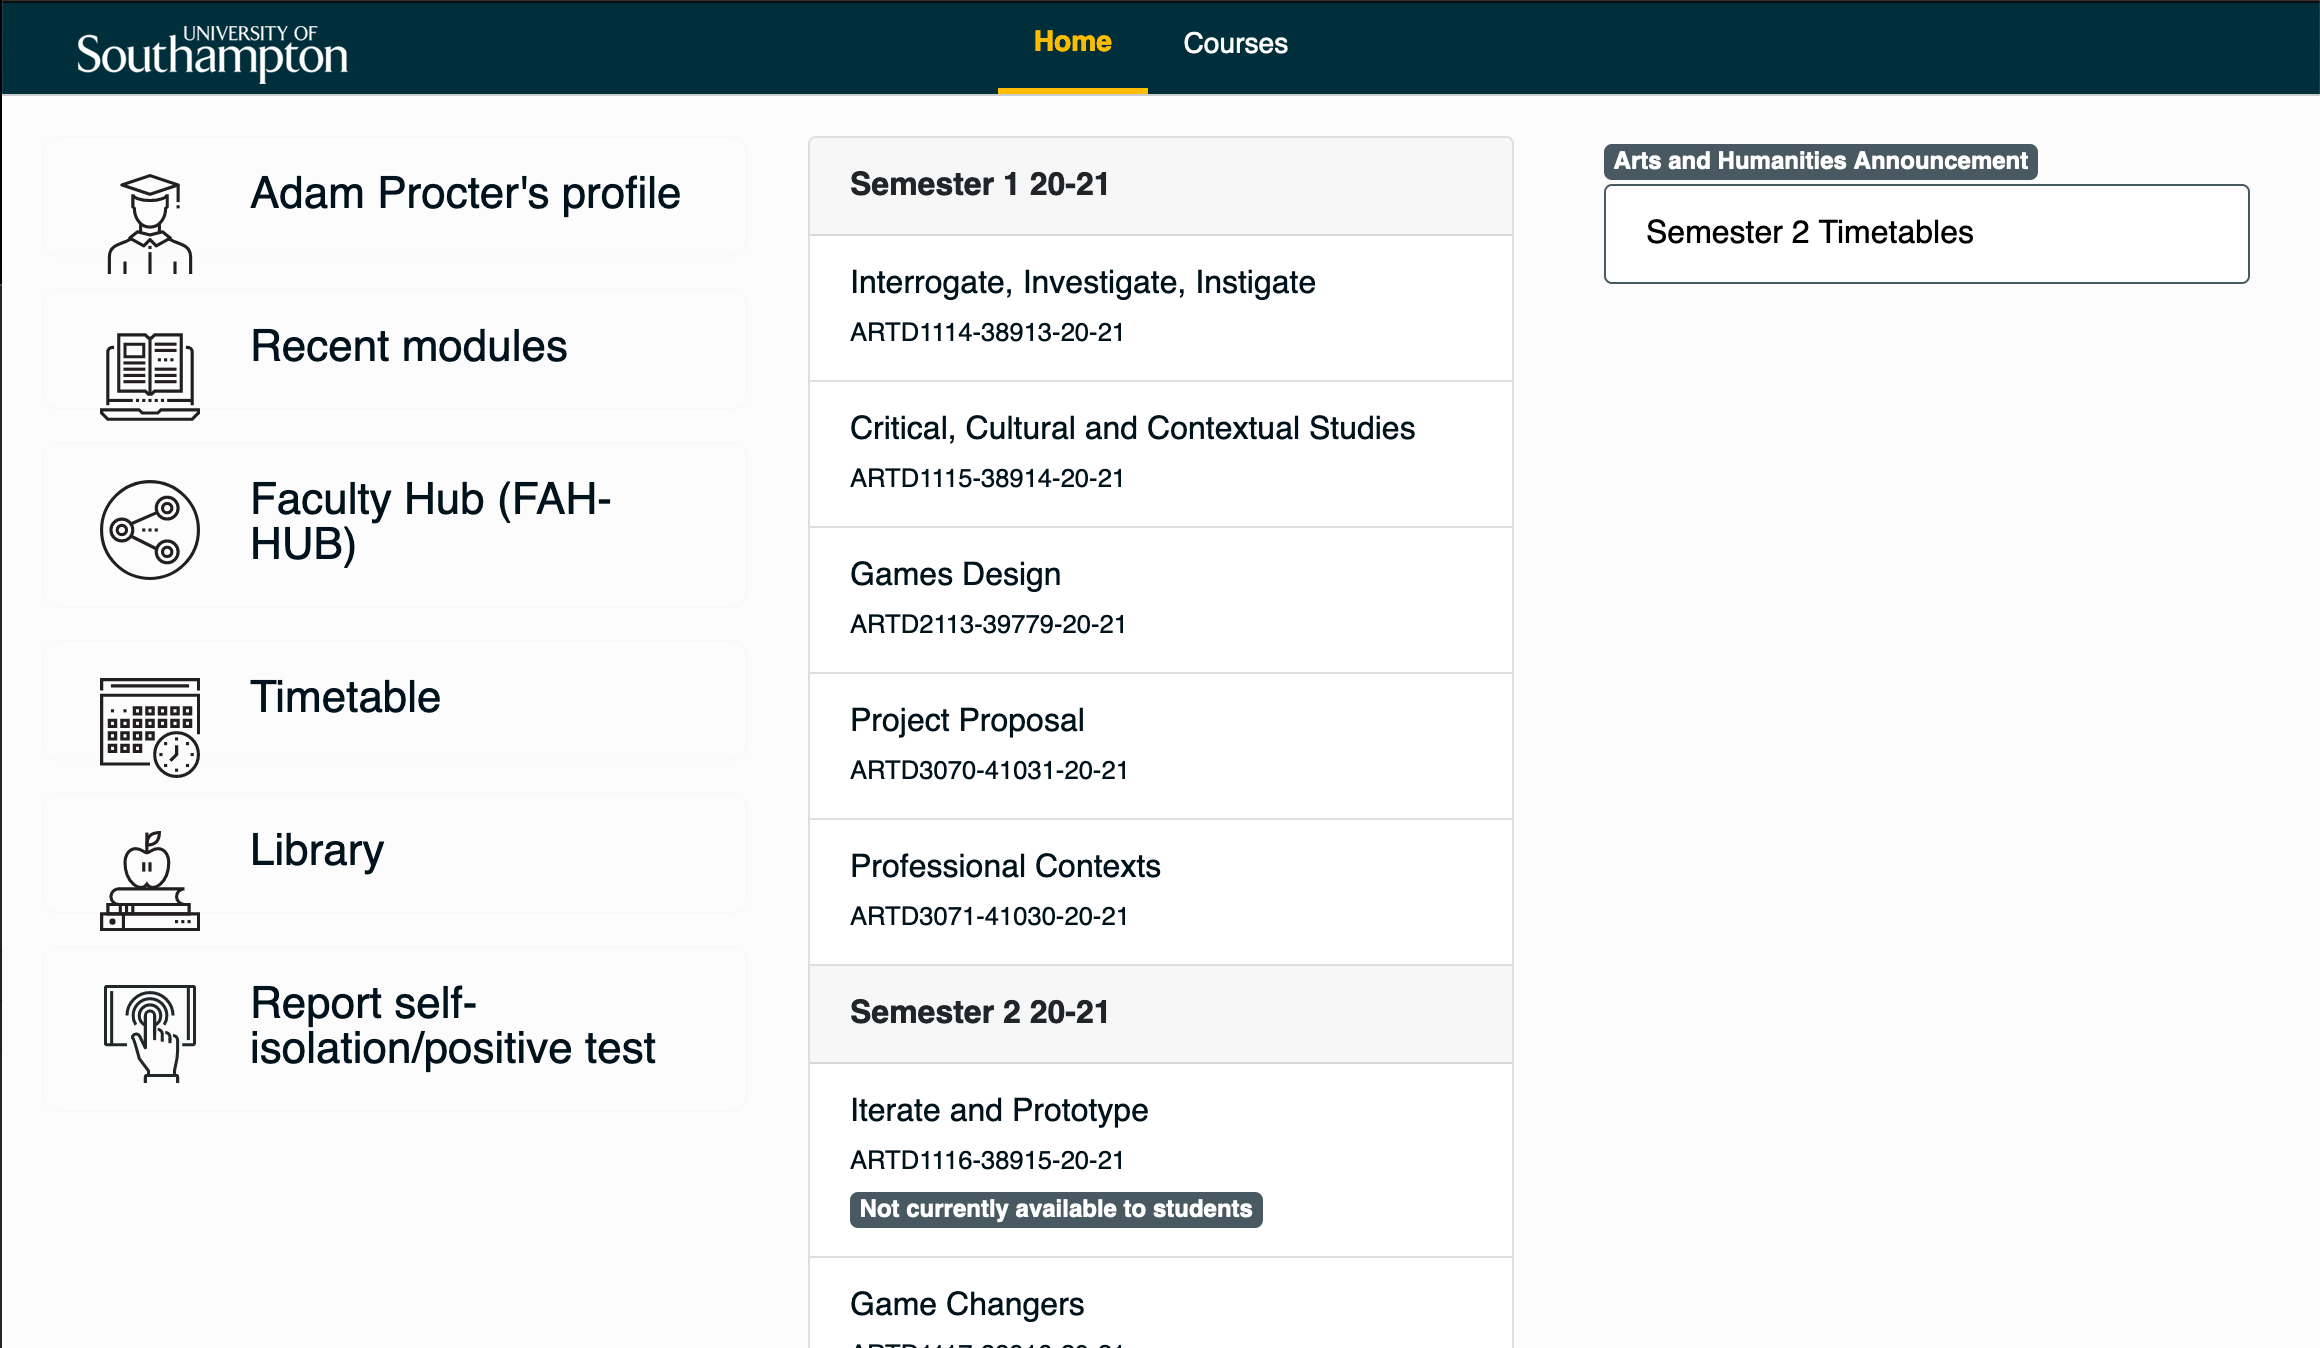 UNIVERSITY OF
Southampton
Home
Courses
Adam Procter's profile
Recent modules
Faculty Hub (FAH-
HUB)
Timetable
Library
Report self-
isolation/positive test
Semester 1 20-21
Interrogate, Investigate, Instigate
ARTD1114-38913-20-21
Critical, Cultural and Contextual Studies
ARTD1115-38914-20-21
Games Design
ARTD2113-39779-20-21
Project Proposal
ARTD3070-41031-20-21
Professional Contexts
ARTD3071-41030-20-21
Semester 2 20-21
Iterate and Prototype
ARTD1116-38915-20-21
Not currently available to students
Game Changers
Arts and Humanities Announcement
Semester 2 Timetables